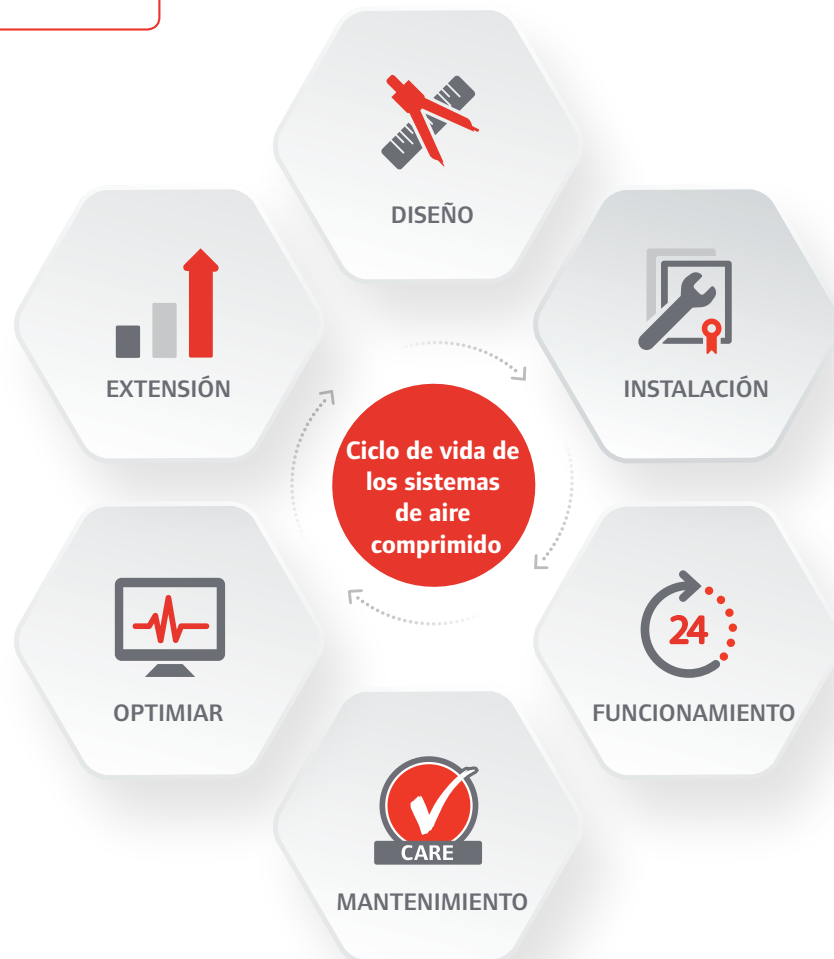 DISEÑO
INSTALACIÓN
FUNCIONAMIENTO
24
MANTENIMIENTO
CARE
OPTIMIAR
EXTENSIÓN
Ciclo de vida de
los sistemas
de aire
comprimido